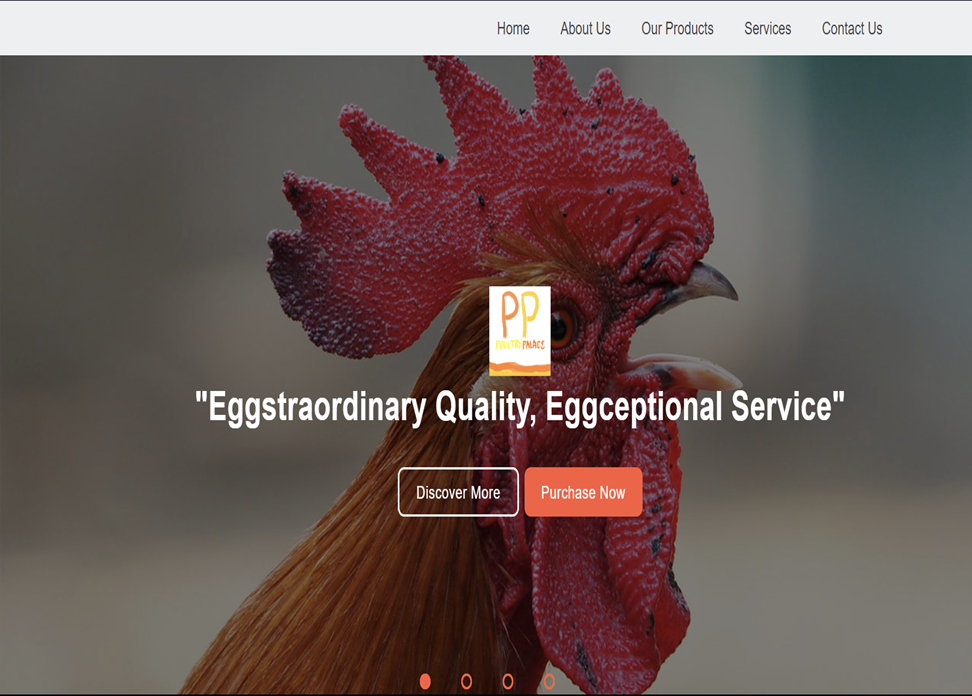 Home About Us Our Products Services Contact Us
PP
POULTRY PALACE
"Eggstraordinary Quality, Eggceptional Service"
Discover More Purchase Now